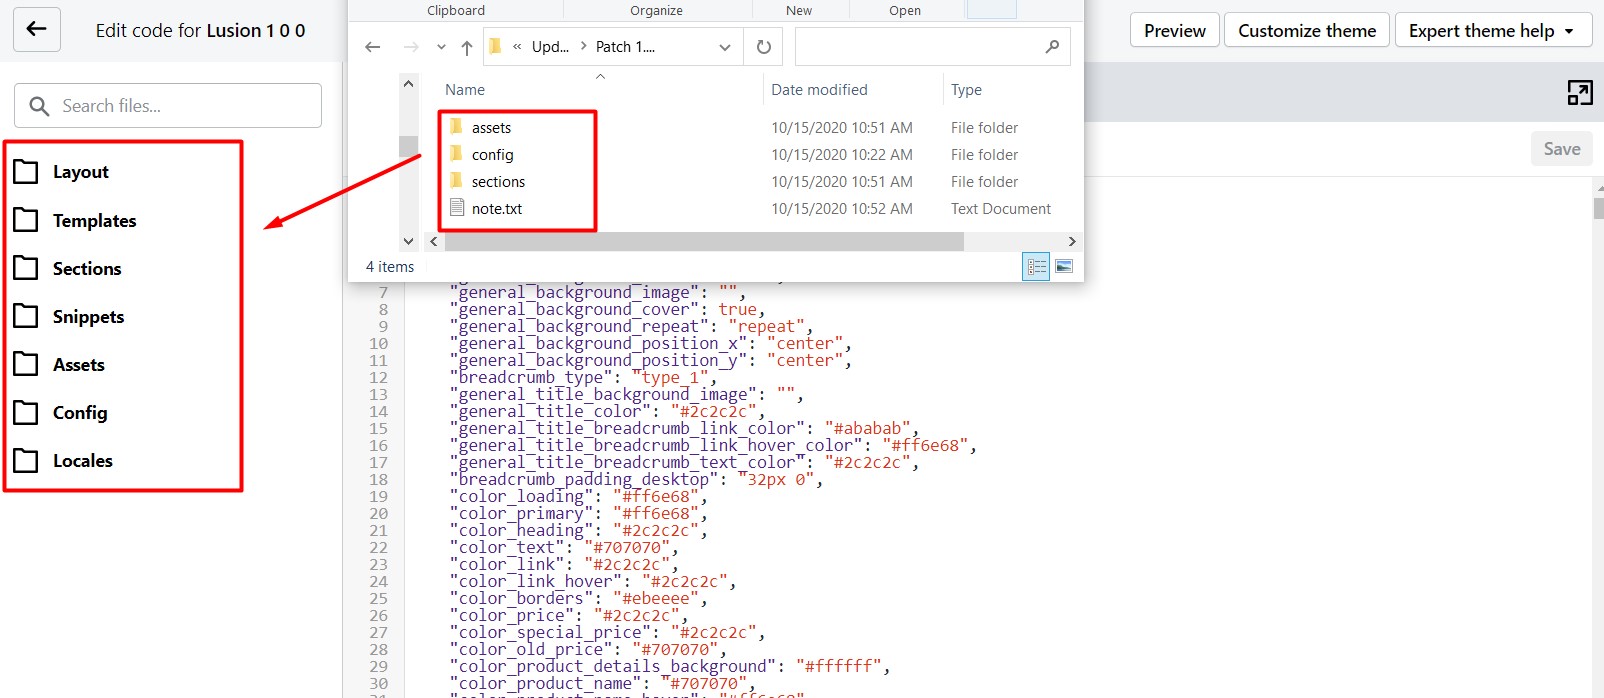 Edit code for Lusion 1 0 0
Preview
Customize theme
Expert theme help
Search files...
Layout
Templates
Sections
Snippets
Assets
Config
Locales
Clipboard
Organize
New
Open
« Upd... > Patch 1....
Name
Date modified
Type
assets 10/15/2020 10:51 AM File folder
config 10/15/2020 10:22 AM File folder
sections 10/15/2020 10:51 AM File folder
note.txt 10/15/2020 10:52 AM Text Document
4 items
Save
7 "general_background_image": "",
8 "general_background_cover": true,
9 "general_background_repeat": "repeat",
10 "general_background_position_x": "center",
11 "general_background_position_y": "center",
12 "breadcrumb_type": "type_1",
13 "general_title_background_image": "",
14 "general_title_color": "#2c2c2c",
15 "general_title_breadcrumb_link_color": "#ababab",
16 "general_title_breadcrumb_link_hover_color": "#ff6e68",
17 "general_title_breadcrumb_text_color": "#2c2c2c",
18 "breadcrumb_padding_desktop": "32px 0",
19 "color_loading": "#ff6e68",
20 "color_primary": "#ff6e68",
21 "color_heading": "#2c2c2c",
22 "color_text": "#707070",
23 "color_link": "#2c2c2c",
24 "color_link_hover": "#2c2c2c",
25 "color_borders": "#ebeeee",
26 "color_price": "#2c2c2c",
27 "color_special_price": "#2c2c2c",
28 "color_old_price": "#707070",
29 "color_product_details_background": "#ffffff",
30 "color_product_name": "#707070",